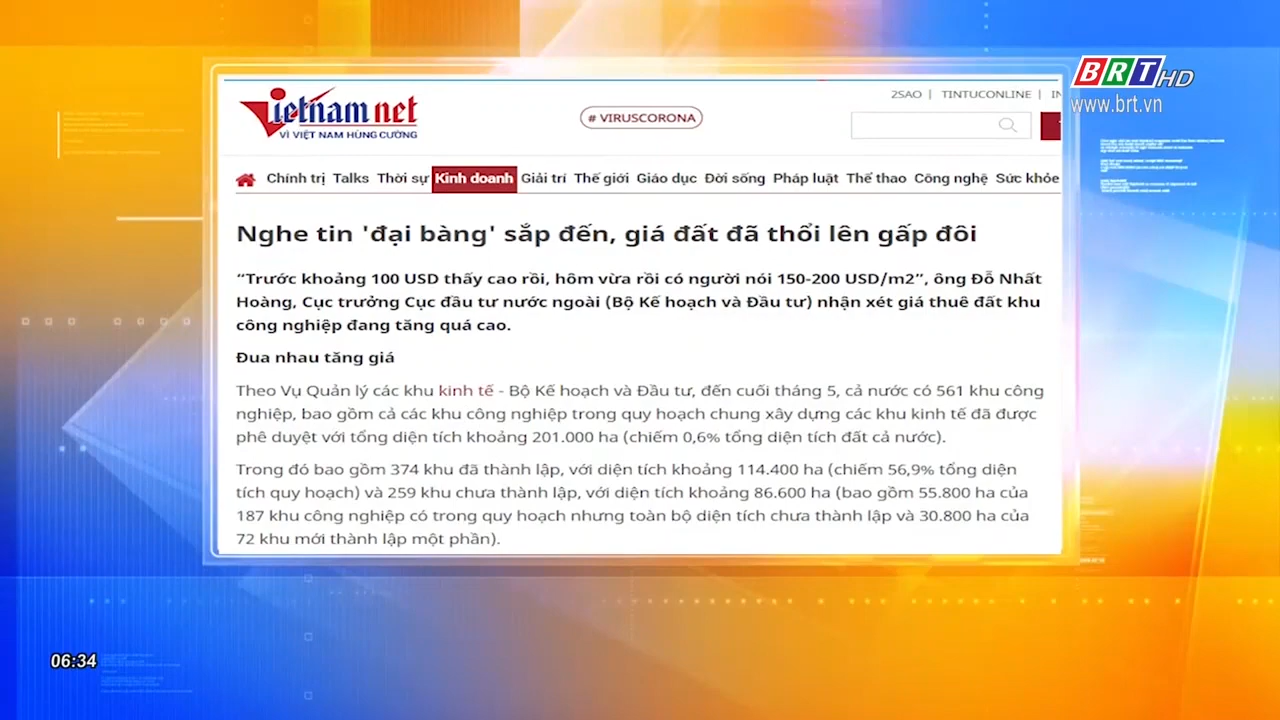 BRT HD
www.brt.vn
Vietnam net
VÌ VIỆT NAM HÙNG CƯỜNG
# VIRUSCORONA
2SAO | TINTUCONLINE | IN
Chính trị Talks Thời sự Kinh doanh Giải trí Thế giới Giáo dục Đời sống Pháp luật Thể thao Công nghệ Sức khỏe
Nghe tin 'đại bàng' sắp đến, giá đất đã thổi lên gấp đôi
“Trước khoảng 100 USD thấy cao rồi, hôm vừa rồi có người nói 150-200 USD/m2”, ông Đỗ Nhất
Hoàng, Cục trưởng Cục đầu tư nước ngoài (Bộ Kế hoạch và Đầu tư) nhận xét giá thuê đất khu
công nghiệp đang tăng quá cao.
Đua nhau tăng giá
Theo Vụ Quản lý các khu kinh tế - Bộ Kế hoạch và Đầu tư, đến cuối tháng 5, cả nước có 561 khu công
nghiệp, bao gồm cả các khu công nghiệp trong quy hoạch chung xây dựng các khu kinh tế đã được
phê duyệt với tổng diện tích khoảng 201.000 ha (chiếm 0,6% tổng diện tích đất cả nước).
Trong đó bao gồm 374 khu đã thành lập, với diện tích khoảng 114.400 ha (chiếm 56,9% tổng diện
tích quy hoạch) và 259 khu chưa thành lập, với diện tích khoảng 86.600 ha (bao gồm 55.800 ha của
187 khu công nghiệp có trong quy hoạch nhưng toàn bộ diện tích chưa thành lập và 30.800 ha của
72 khu mới thành lập một phần).
06:34